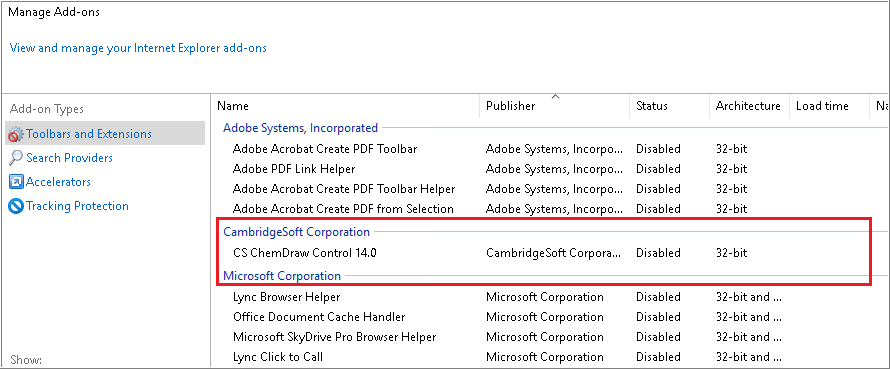 Manage Add-ons
View and manage your Internet Explorer add-ons
Add-on Types
Toolbars and Extensions
Search Providers
Accelerators
Tracking Protection
Show:
Name Publisher Status Architecture Load time Na
Adobe Systems, Incorporated
Adobe Acrobat Create PDF Toolbar Adobe Systems, Incorpo... Disabled 32-bit
Adobe PDF Link Helper Adobe Systems, Incorpo... Disabled 32-bit
Adobe Acrobat Create PDF Toolbar Helper Adobe Systems, Incorpo... Disabled 32-bit
Adobe Acrobat Create PDF from Selection Adobe Systems, Incorpo... Disabled 32-bit
CambridgeSoft Corporation
CS ChemDraw Control 14.0 CambridgeSoft Corpora... Disabled 32-bit
Microsoft Corporation
Lync Browser Helper Microsoft Corporation Disabled 32-bit and ...
Office Document Cache Handler Microsoft Corporation Disabled 32-bit and ...
Microsoft SkyDrive Pro Browser Helper Microsoft Corporation Disabled 32-bit and ...
Lync Click to Call Microsoft Corporation Disabled 32-bit and ...